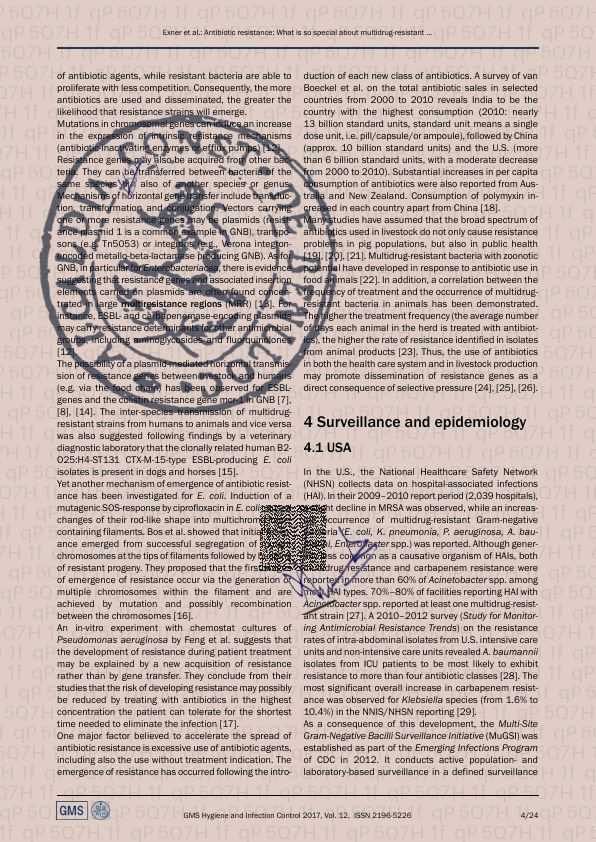 Exner et al.: Antibiotic resistance: What is so special about multidrug-resistant ...
of antibiotic agents, while resistant bacteria are able to
proliferate with less competition. Consequently, the more
antibiotics are used and disseminated, the greater the
likelihood that resistance strains will emerge.
Mutations in chromosomal genes can induce an increase
in the expression of intrinsic resistance mechanisms
(antibiotic-inactivating enzymes or efflux pumps) [12].
Resistance genes may also be acquired from other bac-
teria. They can be transferred between bacteria of the
same species or also of another species or genus.
Mechanisms of horizontal gene transfer include transduc-
tion, transformation, and conjugation. Vectors carrying
one or more resistance genes may be plasmids (resist-
ance plasmid 1 is a common example by GNB), transpo-
sons (e.g. Tn5053) or integrons (e.g., Verona integron-
encoded metallo-beta-lactamase producing GNB). As for
GNB, in particular for Enterobacteriaceae, there is evidence
suggesting that resistance genes and associated insertion
elements carried on plasmids are often found concen-
trated in large multiresistance regions (MRR) [13]. For
instance, ESBL- and carbapenemase-encoding plasmids
may carry resistance determinants for other antimicrobial
groups, including aminoglycosides and fluorquinolones
[12].
The possibility of a plasmid-mediated horizontal transmis-
sion of resistance genes between livestock and humans
(e.g. via the food chain) has been observed for ESBL-
genes and the colistin resistance gene mcr-1 in GNB [7],
[8], [14]. The inter-species transmission of multidrug-
resistant strains from humans to animals and vice versa
was also suggested following findings by a veterinary
diagnostic laboratory that the clonally related human B2-
O25:H4-ST131 CTX-M-15-type ESBL-producing E. coli
isolates is present in dogs and horses [15].
Yet another mechanism of emergence of antibiotic resist-
ance has been investigated for E. coli. Induction of a
mutagenic SOS-response by ciprofloxacin in E. coli
changes of their rod-like shape into multichromosome-
containing filaments. Bos et al. showed that initial
ance emerged from successful segregation of
chromosomes at the tips of filaments followed by
of resistant progeny. They proposed that the first
of emergence of resistance occur via the generation of
multiple chromosomes within the filament and are
achieved by mutation and possibly recombination
between the chromosomes [16].
An in-vitro experiment with chemostat cultures of
Pseudomonas aeruginosa by Feng et al. suggests that
the development of resistance during patient treatment
may be explained by a new acquisition of resistance
rather than by gene transfer. They conclude from their
studies that the risk of developing resistance may possibly
be reduced by treating with antibiotics in the highest
concentration the patient can tolerate for the shortest
time needed to eliminate the infection [17].
One major factor believed to accelerate the spread of
antibiotic resistance is excessive use of antibiotic agents,
including also the use without treatment indication. The
emergence of resistance has occurred following the intro-
duction of each new class of antibiotics. A survey of van
Boeckel et al. on the total antibiotic sales in selected
countries from 2000 to 2010 reveals India to be the
country with the highest consumption (2010: nearly
13 billion standard units, standard unit means a single
dose unit, i.e. pill/capsule/or ampoule), followed by China
(approx. 10 billion standard units) and the U.S. (more
than 6 billion standard units, with a moderate decrease
from 2000 to 2010). Substantial increases in per capita
consumption of antibiotics were also reported from Aus-
tralia and New Zealand. Consumption of polymyxin in-
creased in each country apart from China [18].
Many studies have assumed that the broad spectrum of
antibiotics used in livestock do not only cause resistance
problems in pig populations, but also in public health
[19], [20], [21]. Multidrug-resistant bacteria with zoonotic
potential have developed in response to antibiotic use in
food animals [22]. In addition, a correlation between the
frequency of treatment and the occurrence of multidrug-
resistant bacteria in animals has been demonstrated.
The higher the treatment frequency (the average number
of days each animal in the herd is treated with antibiot-
ics), the higher the rate of resistance identified in isolates
from animal products [23]. Thus, the use of antibiotics
in both the health care system and in livestock production
may promote dissemination of resistance genes as a
direct consequence of selective pressure [24], [25], [26].
4 Surveillance and epidemiology
4.1 USA
In the U.S., the National Healthcare Safety Network
(NHSN) collects data on hospital-associated infections
(HAI). In their 2009–2010 report period (2,039 hospitals),
decline in MRSA was observed, while an increas-
occurrence of multidrug-resistant Gram-negative
(E. coli, K. pneumonia, P. aeruginosa, A. bau-
Enterobacter spp.) was reported. Although gener-
less common as a causative organism of HAIs, both
multidrug resistance and carbapenem resistance were
reported in more than 60% of Acinetobacter spp. among
most HAI types. 70%–80% of facilities reporting HAI with
Acinetobacter spp. reported at least one multidrug-resist-
ant strain [27]. A 2010–2012 survey (Study for Monitor-
ing Antimicrobial Resistance Trends) on the resistance
rates of intra-abdominal isolates from U.S. intensive care
units and non-intensive care units revealed A. baumannii
isolates from ICU patients to be most likely to exhibit
resistance to more than four antibiotic classes [28]. The
most significant overall increase in carbapenem resist-
ance was observed for Klebsiella species (from 1.6% to
10.4%) in the NNIS/NHSN reporting [29].
As a consequence of this development, the Multi-Site
Gram-Negative Bacilli Surveillance Initiative (MuGSI) was
established as part of the Emerging Infections Program
of CDC in 2012. It conducts active population- and
laboratory-based surveillance in a defined surveillance
GMS
GMS Hygiene and Infection Control 2017, Vol. 12, ISSN 2196-5226
4/24